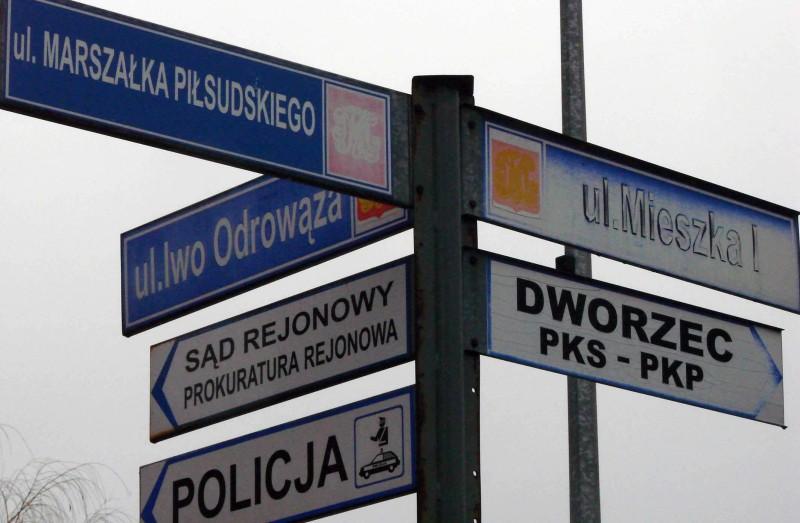 ul. MARSZAŁKA PIŁSUDSKIEGO
ul.Iwo Odrowąża
SĄD REJONOWY
PROKURATURA REJONOWA
POLICJA
ul.Mieszka I
DWORZEC
PKS - PKP